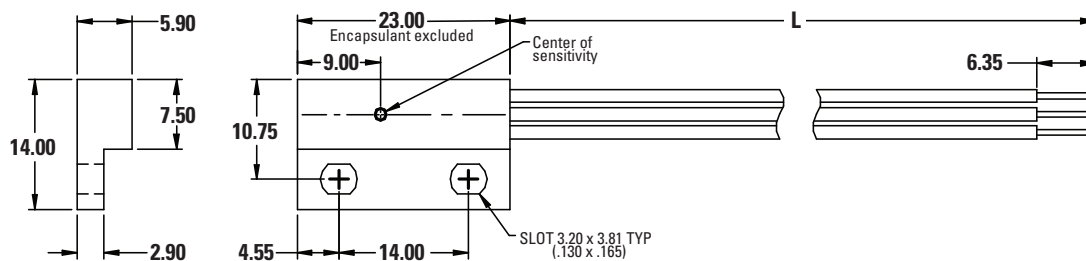 5.90
23.00
L
Encapsulant excluded
Center of
sensitivity
9.00
6.35
7.50
14.00
10.75
2.90
4.55
14.00
SLOT 3.20 x 3.81 TYP
(.130 x .165)